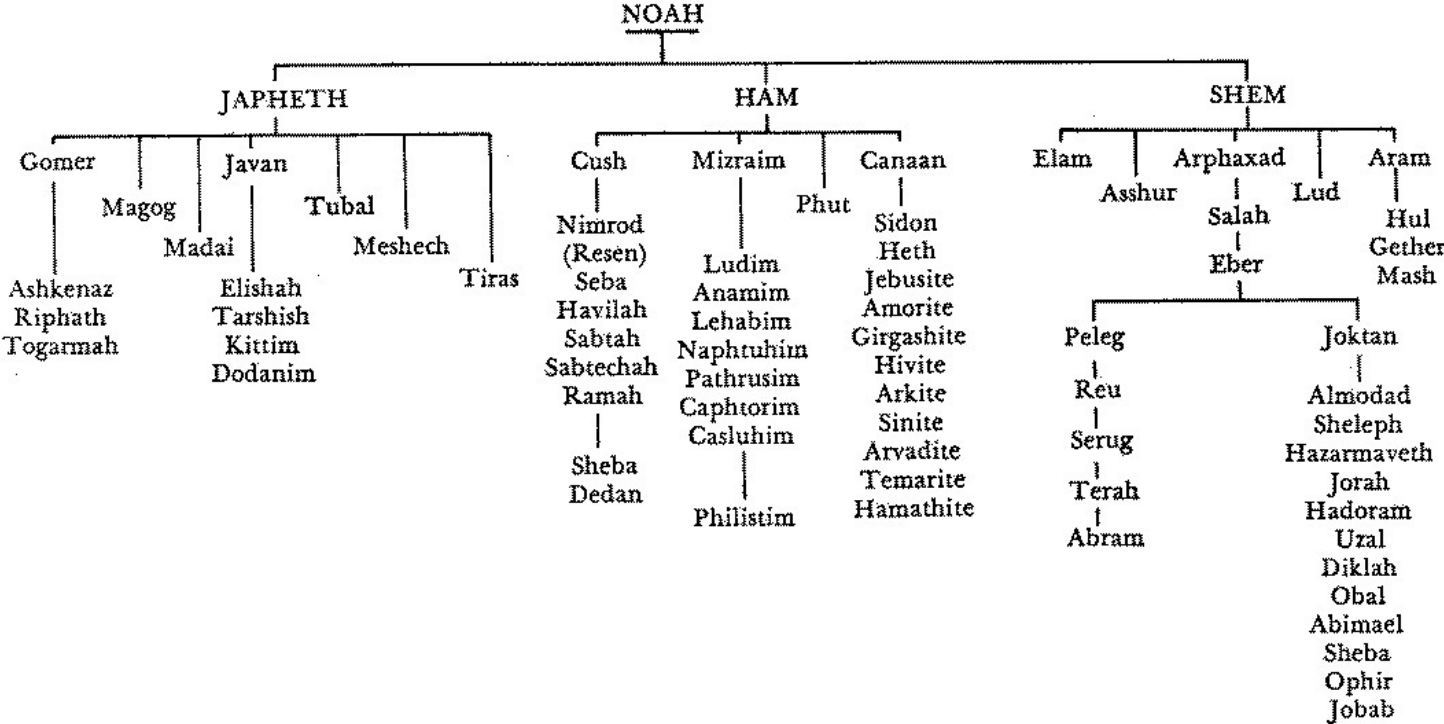 NOAH
JAPHETH HAM SHEM
Gomer Javan Cush Mizraim Canaan Elam Arphaxad Aram
Magog Tubal Phut Asshur Lud
Madai Meshech
Tiras
Ashkenaz
Riphath
Togarmah
Elishah
Tarshish
Kittim
Dodanim
Nimrod
(Resen)
Seba
Havilah
Sabtah
Sabtechah
Ramah
Sheba
Dedan
Ludim
Anamim
Lehabim
Naphtuhim
Pathrusim
Caphtorim
Casluhim
Philistim
Sidon
Heth
Jebusite
Amorite
Girgashite
Hivite
Arkite
Sinite
Arvadite
Temarite
Hamathite
Salah
Eber
Hul
Gether
Mash
Peleg
Reu
Serug
Terah
Abram
Joktan
Almodad
Sheleph
Hazarmaveth
Jorah
Hadoram
Uzal
Diklah
Obal
Abimael
Sheba
Ophir
Jobab